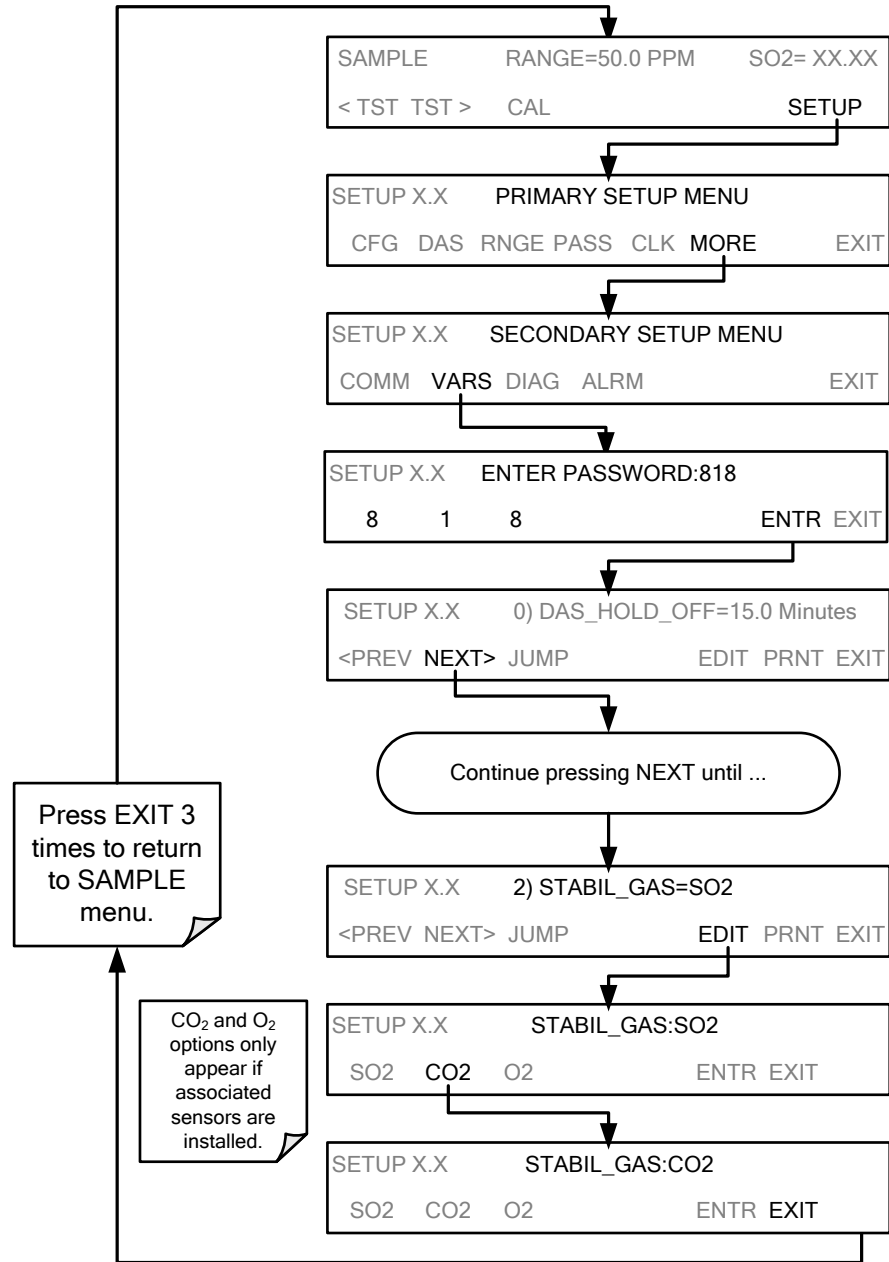 SAMPLE RANGE=50.0 PPM SO2= XX.XX
< TST TST > CAL SETUP
SETUP X.X PRIMARY SETUP MENU
CFG DAS RNGE PASS CLK MORE EXIT
SETUP X.X SECONDARY SETUP MENU
COMM VARS DIAG ALRM EXIT
SETUP X.X ENTER PASSWORD:818
8 1 8 ENTR EXIT
SETUP X.X 0) DAS_HOLD_OFF=15.0 Minutes
<PREV NEXT> JUMP EDIT PRNT EXIT
Continue pressing NEXT until ...
SETUP X.X 2) STABIL_GAS=SO2
<PREV NEXT> JUMP EDIT PRNT EXIT
SETUP X.X STABIL_GAS:SO2
SO2 CO2 O2 ENTR EXIT
CO₂ and O₂
options only
appear if
associated
sensors are
installed.
SETUP X.X STABIL_GAS:CO2
SO2 CO2 O2 ENTR EXIT
Press EXIT 3
times to return
to SAMPLE
menu.